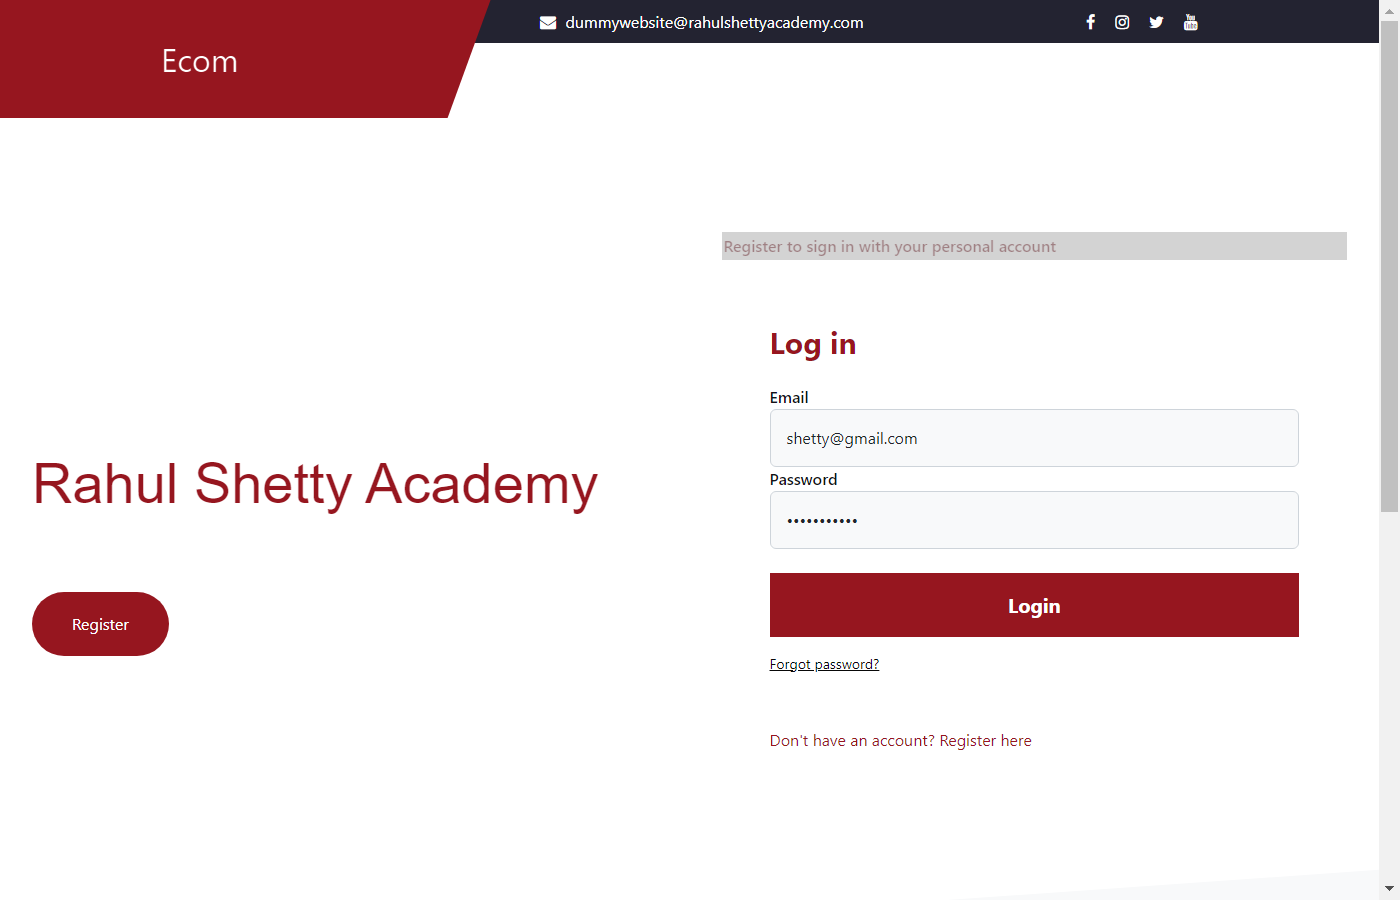 Ecom
dummywebsite@rahulshettyacademy.com
Register to sign in with your personal account
Log in
Email
shetty@gmail.com
Password
•••••••••••
Rahul Shetty Academy
Login
Register
Forgot password?
Don't have an account? Register here